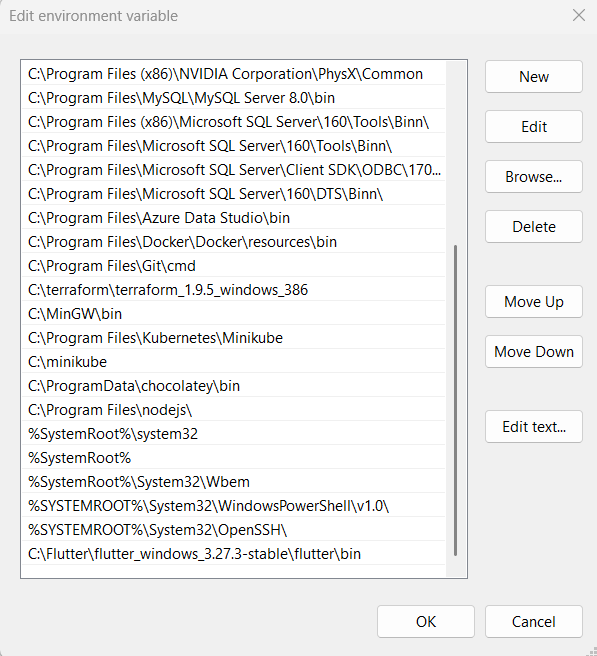 Edit environment variable
C:\Program Files (x86)\NVIDIA Corporation\PhysX\Common
C:\Program Files\MySQL\MySQL Server 8.0\bin
C:\Program Files (x86)\Microsoft SQL Server\160\Tools\Binn\
C:\Program Files\Microsoft SQL Server\160\Tools\Binn\
C:\Program Files\Microsoft SQL Server\Client SDK\ODBC\170...
C:\Program Files\Microsoft SQL Server\160\DTS\Binn\
C:\Program Files\Azure Data Studio\bin
C:\Program Files\Docker\Docker\resources\bin
C:\Program Files\Git\cmd
C:\terraform\terraform_1.9.5_windows_386
C:\MinGW\bin
C:\Program Files\Kubernetes\Minikube
C:\minikube
C:\ProgramData\chocolatey\bin
C:\Program Files\nodejs\
%SystemRoot%\system32
%SystemRoot%
%SystemRoot%\System32\Wbem
%SYSTEMROOT%\System32\WindowsPowerShell\v1.0\
%SYSTEMROOT%\System32\OpenSSH\
C:\Flutter\flutter_windows_3.27.3-stable\flutter\bin
New
Edit
Browse...
Delete
Move Up
Move Down
Edit text...
OK
Cancel